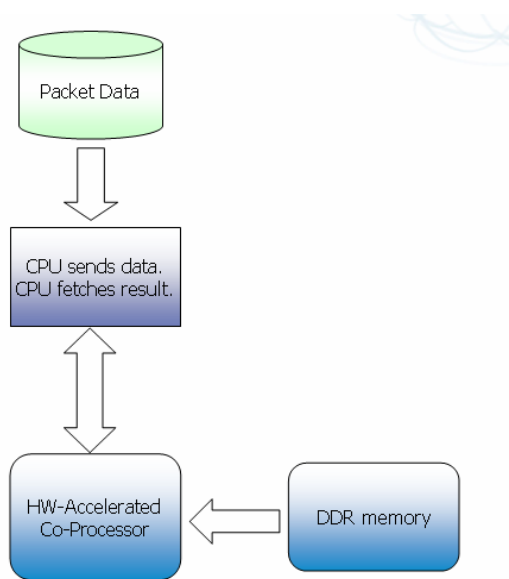 Packet Data
CPU sends data.
CPU fetches result.
HW-Accelerated
Co-Processor
DDR memory